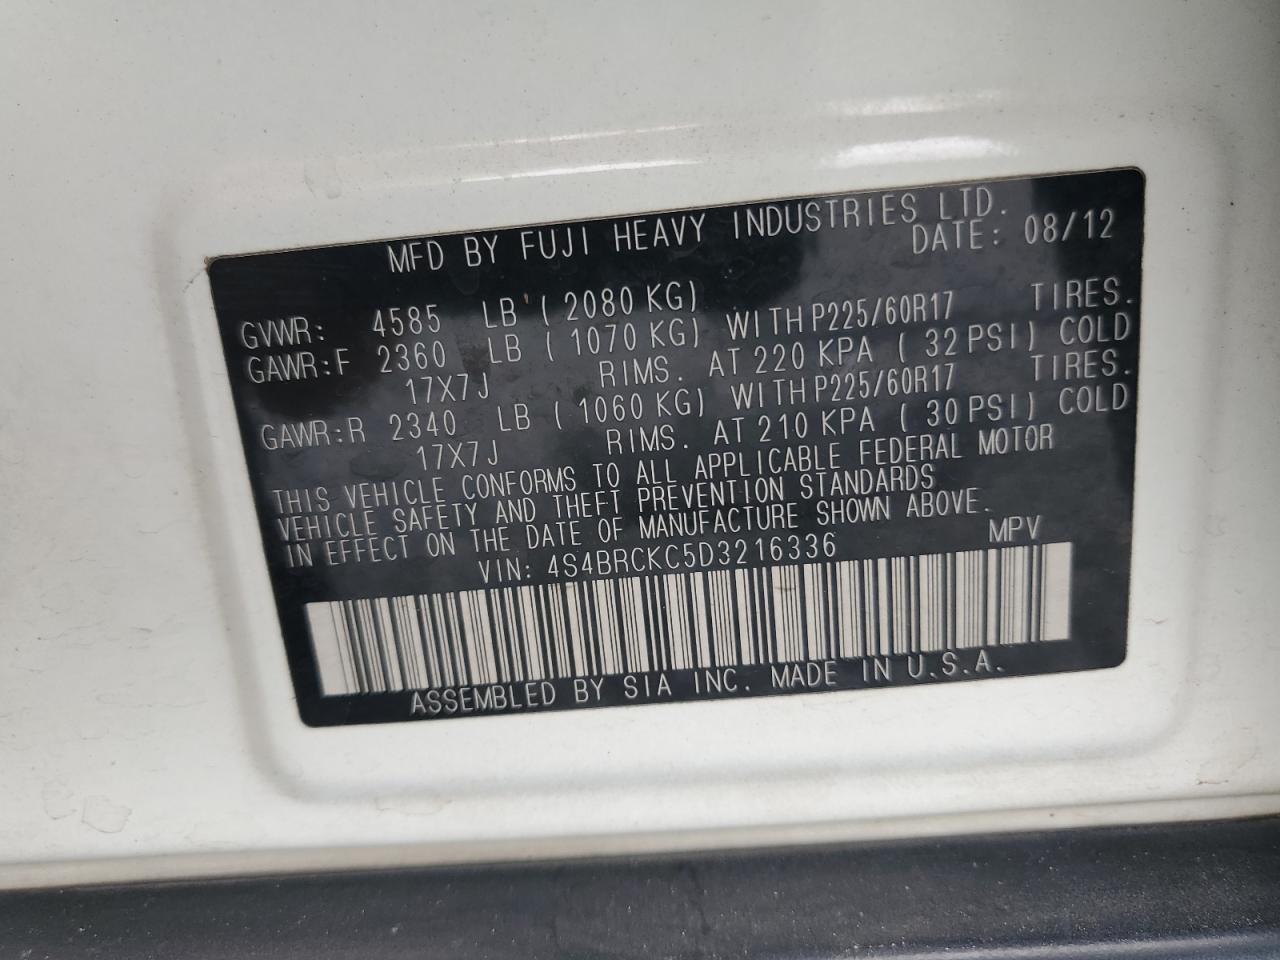 MFD BY FUJI HEAVY INDUSTRIES LTD.
DATE: 08/12
GVWR: 4585 LB (2080 KG)
GAWR:F 2360 LB (1070 KG) WITH P225/60R17 TIRES.
17X7J RIMS. AT 220 KPA (32 PSI) COLD
GAWR:R 2340 LB (1060 KG) WITH P225/60R17 TIRES.
17X7J RIMS. AT 210 KPA (30 PSI) COLD
THIS VEHICLE CONFORMS TO ALL APPLICABLE FEDERAL MOTOR
VEHICLE SAFETY AND THEFT PREVENTION STANDARDS
IN EFFECT ON THE DATE OF MANUFACTURE SHOWN ABOVE.
VIN: 4S4BRCKC5D3216336 MPV
ASSEMBLED BY SIA INC. MADE IN U.S.A.